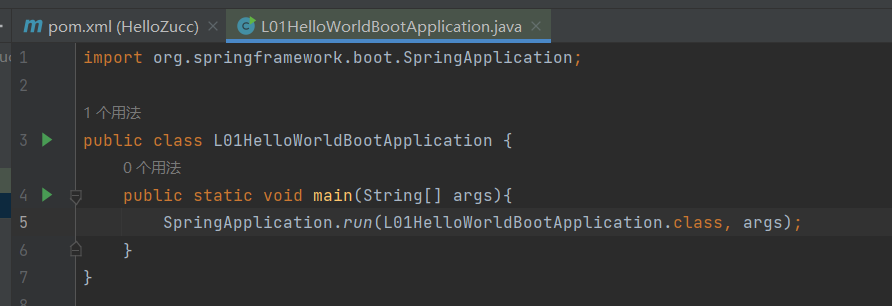 pom.xml (HelloZucc) L01HelloWorldBootApplication.java
1 import org.springframework.boot.SpringApplication;
2
1 个用法
3 public class L01HelloWorldBootApplication {
0 个用法
4 public static void main(String[] args){
5 SpringApplication.run(L01HelloWorldBootApplication.class, args);
6 }
7 }